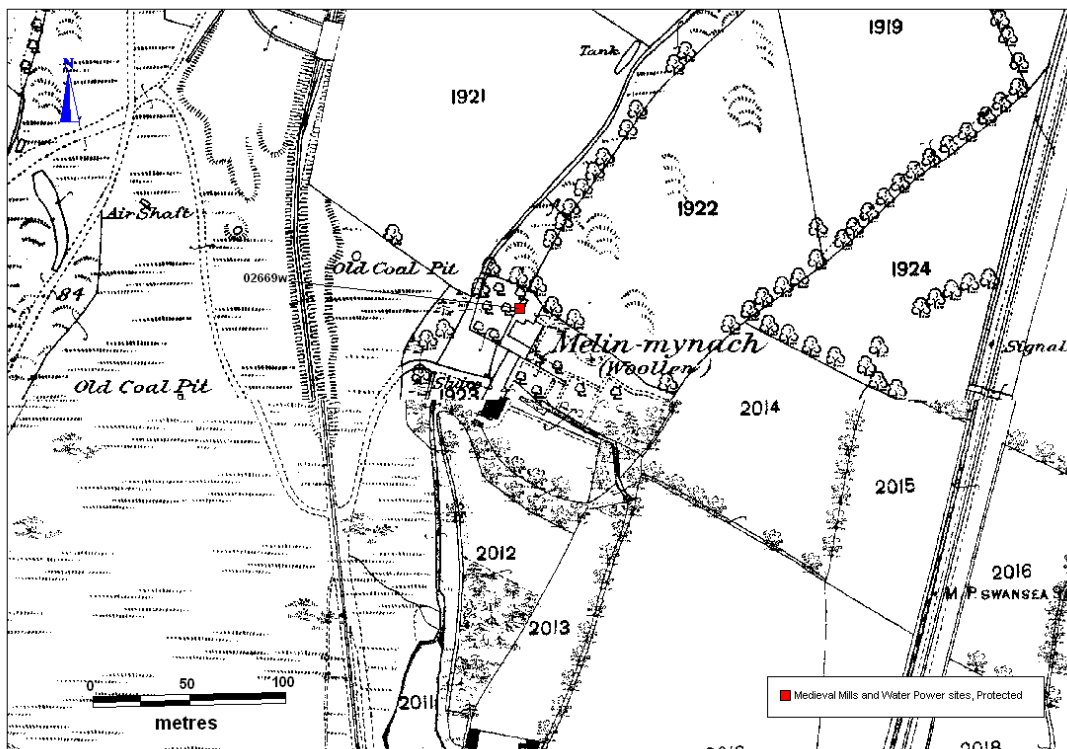 1919
Tank
N
1921
1922
Air Shaft
02669w
Old Coal Pit
1924
84
Melin-mynach
(Woollen)
Signal
Old Coal Pit
Sluice
1923
2014
2015
2012
2016
M.P. SWANSEA
2013
0 50 100
metres
2011
Medieval Mills and Water Power sites, Protected
2018